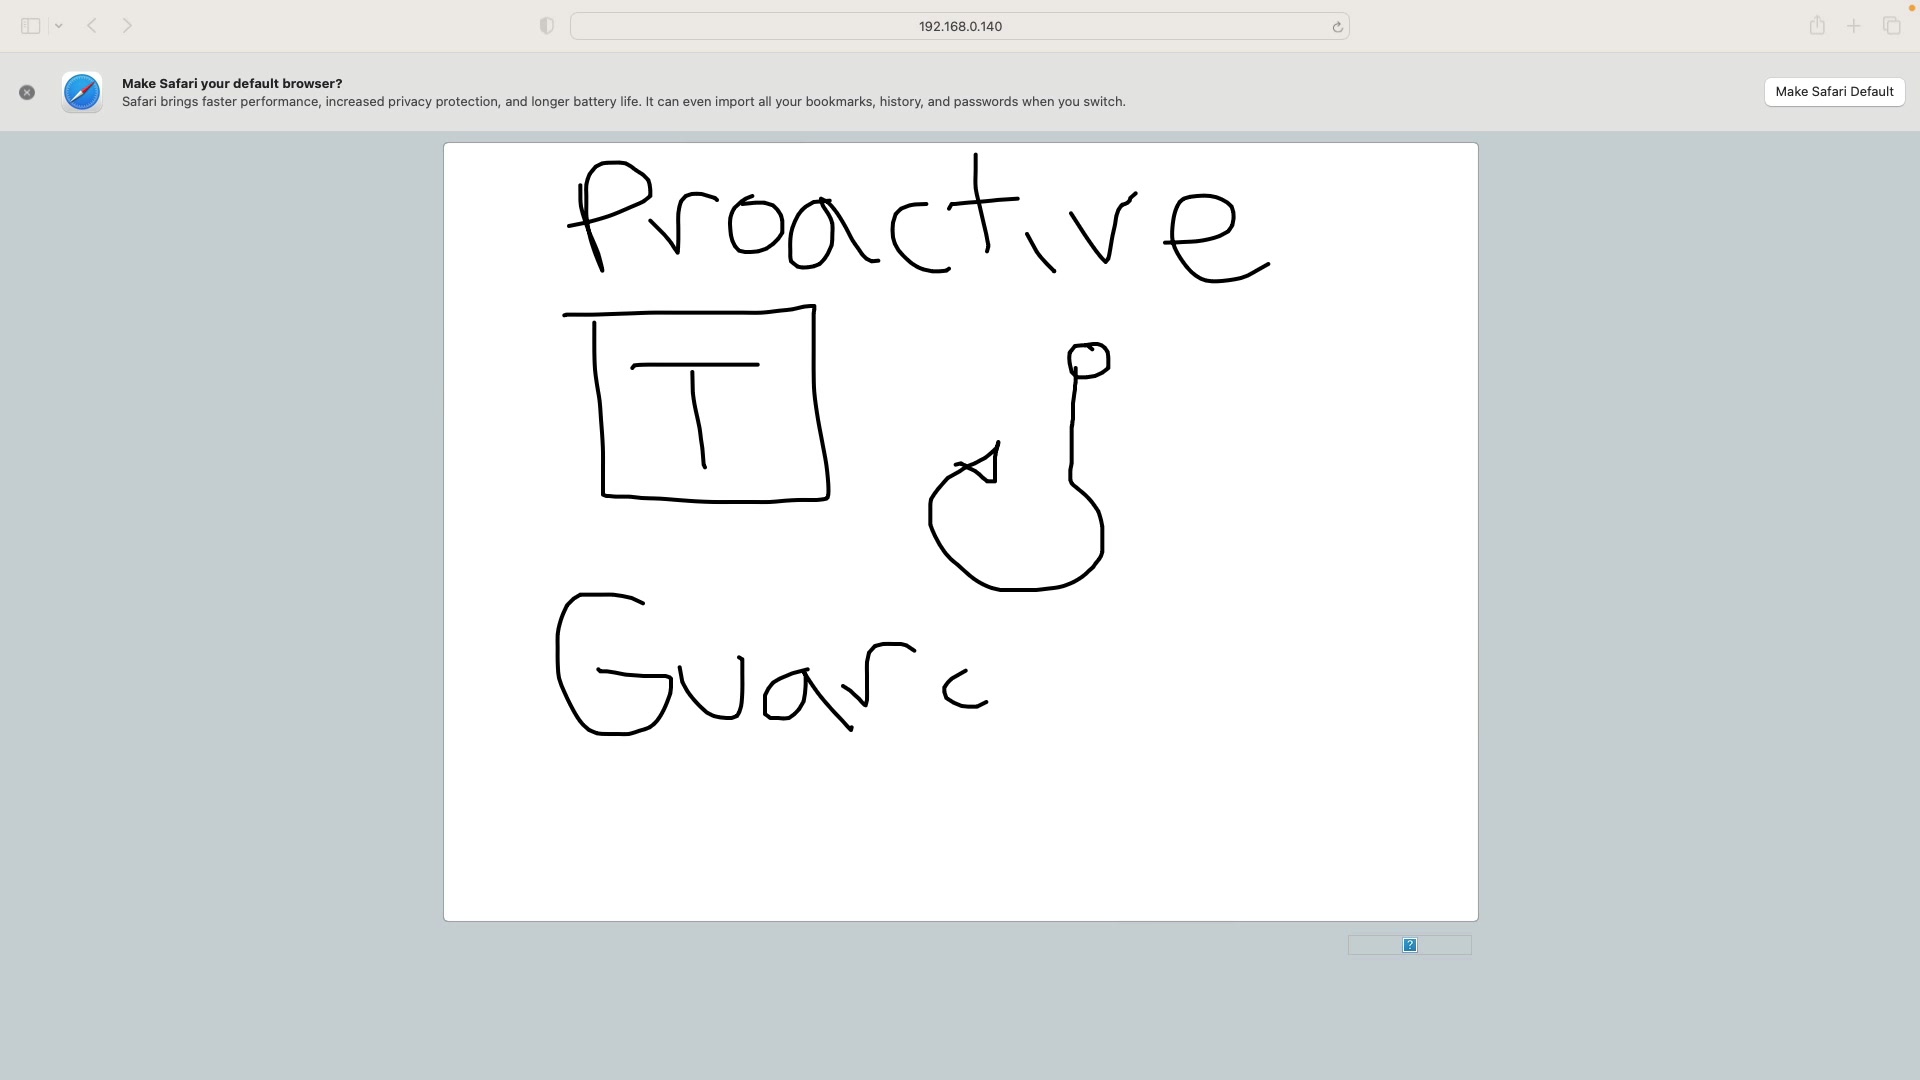 192.168.0.140
Make Safari your default browser?
Safari brings faster performance, increased privacy protection, and longer battery life. It can even import all your bookmarks, history, and passwords when you switch.
Make Safari Default
Proactive
T
Guarc
?